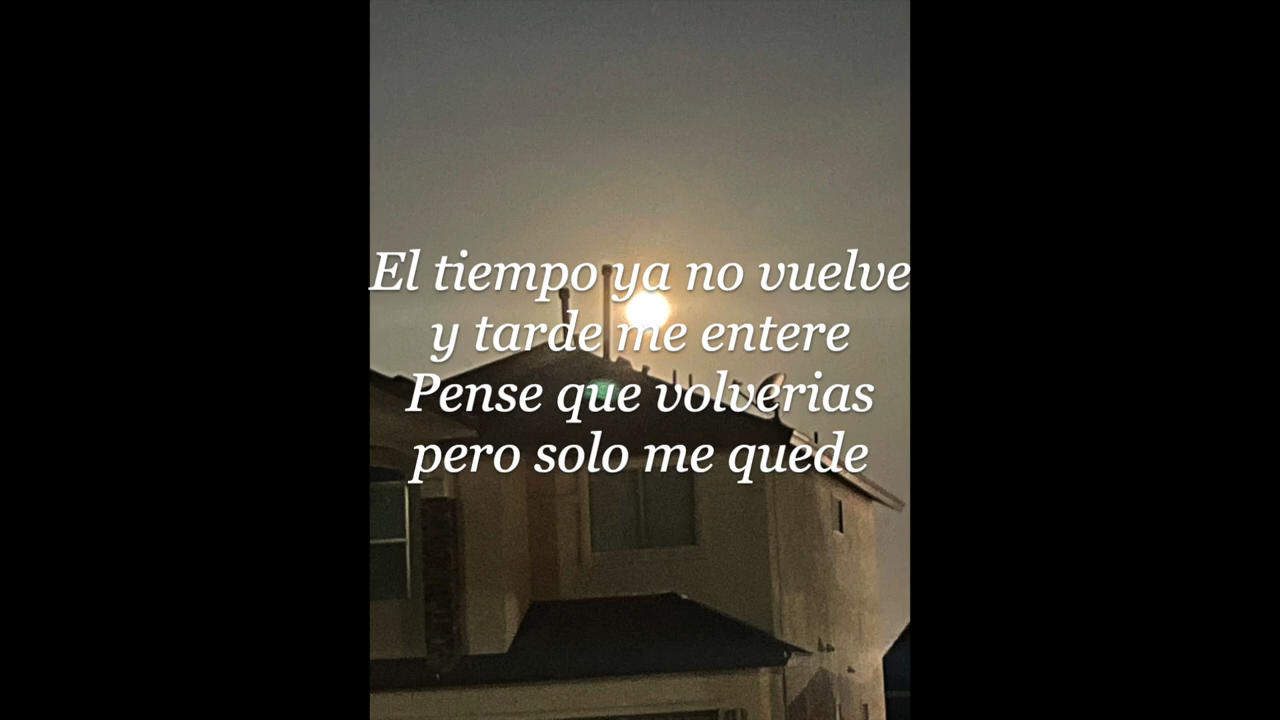 El tiempo ya no vuelve
y tarde me entere
Pense que volverias
pero solo me quede